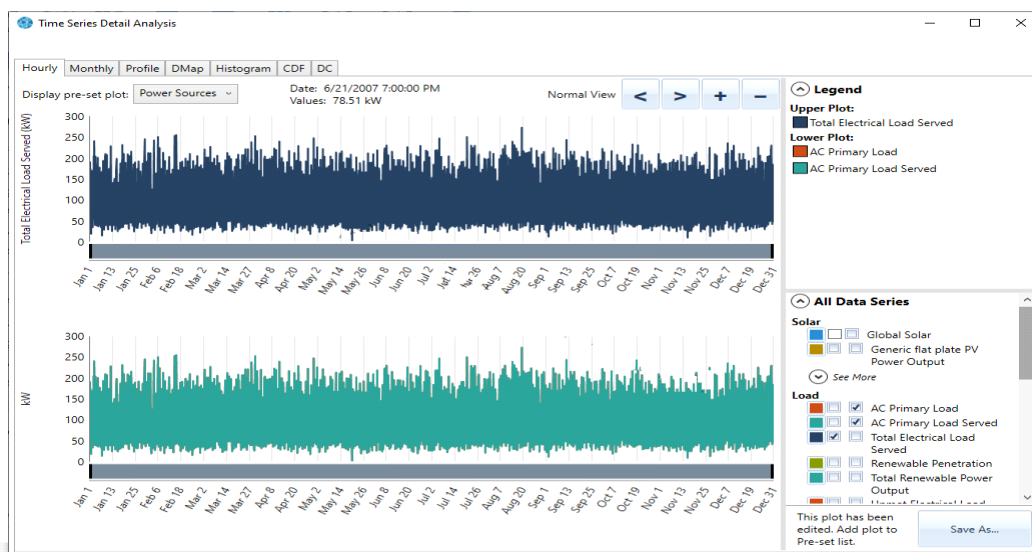 Time Series Detail Analysis
Hourly Monthly Profile DMap Histogram CDF DC
Display pre-set plot: Power Sources
Date: 6/21/2007 7:00:00 PM
Values: 78.51 kW
Normal View < > + −
Total Electrical Load Served (kW)
300
250
200
150
100
50
0
Jan 1 Jan 13 Jan 25 Feb 6 Feb 18 Mar 2 Mar 14 Mar 27 Apr 8 Apr 20 May 2 May 14 May 26 Jun 8 Jun 20 Jul 2 Jul 14 Aug 7 Aug 20 Sep 1 Sep 13 Sep 25 Oct 7 Oct 19 Nov 1 Nov 13 Nov 25 Dec 7 Dec 19 Dec 31
kW
300
250
200
150
100
50
0
Jan 1 Jan 13 Jan 25 Feb 6 Feb 18 Mar 2 Mar 14 Mar 27 Apr 8 Apr 20 May 2 May 14 May 26 Jun 8 Jun 20 Jul 2 Jul 14 Jul 26 Aug 7 Aug 20 Sep 1 Sep 13 Sep 25 Oct 7 Oct 19 Nov 1 Nov 13 Nov 25 Dec 7 Dec 19 Dec 31
Legend
Upper Plot:
Total Electrical Load Served
Lower Plot:
AC Primary Load
AC Primary Load Served
All Data Series
Solar
Global Solar
Generic flat plate PV
Power Output
See More
Load
AC Primary Load
AC Primary Load Served
Total Electrical Load
Served
Renewable Penetration
Total Renewable Power
Output
This plot has been
edited. Add plot to
Pre-set list.
Save As...